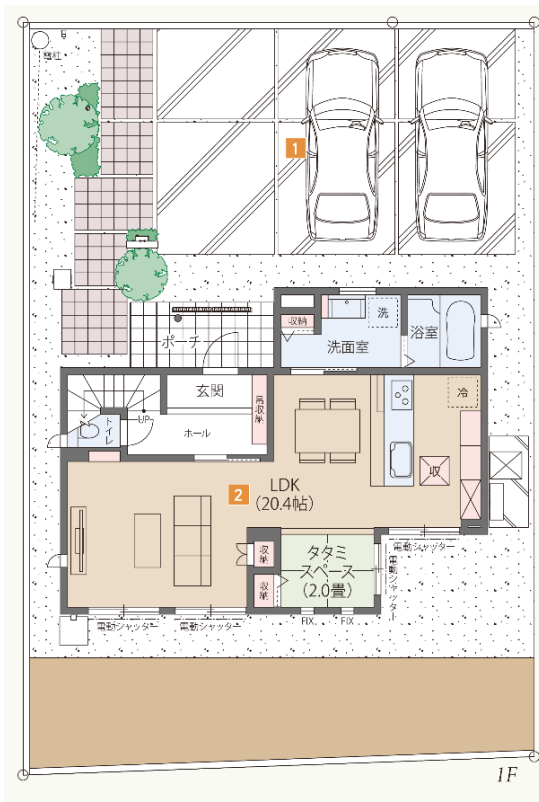 電柱
1
収納
洗
洗面室
浴室
ポーチ
玄関
吊収納
冷
トイレ
UP
ホール
収
2
LDK
(20.4帖)
収納
タタミ
スペース
(2.0畳)
収納
電動シャッター
電動シャッター
電動シャッター
電動シャッター
FIX
FIX
1F